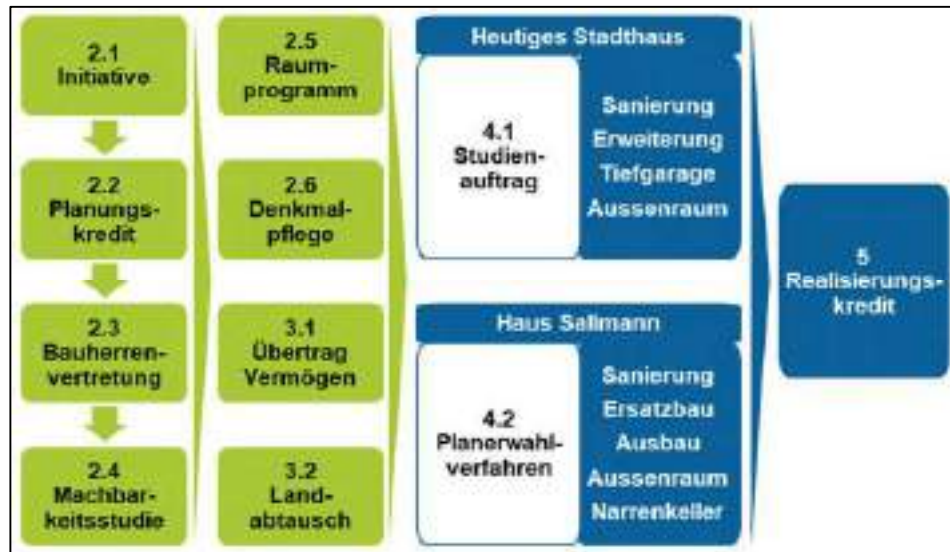 2.1
Initiative
2.2
Planungs-
kredit
2.3
Bauherren-
vertretung
2.4
Machbar-
keitsstudie
2.5
Raum-
programm
2.6
Denkmal-
pflege
3.1
Übertrag
Vermögen
3.2
Land-
abtausch
Heutiges Stadthaus
4.1
Studien-
auftrag
Sanierung
Erweiterung
Tiefgarage
Aussenraum
Haus Sallmann
4.2
Planerwahl-
verfahren
Sanierung
Ersatzbau
Ausbau
Aussenraum
Narrenkeller
5
Realisierungs-
kredit